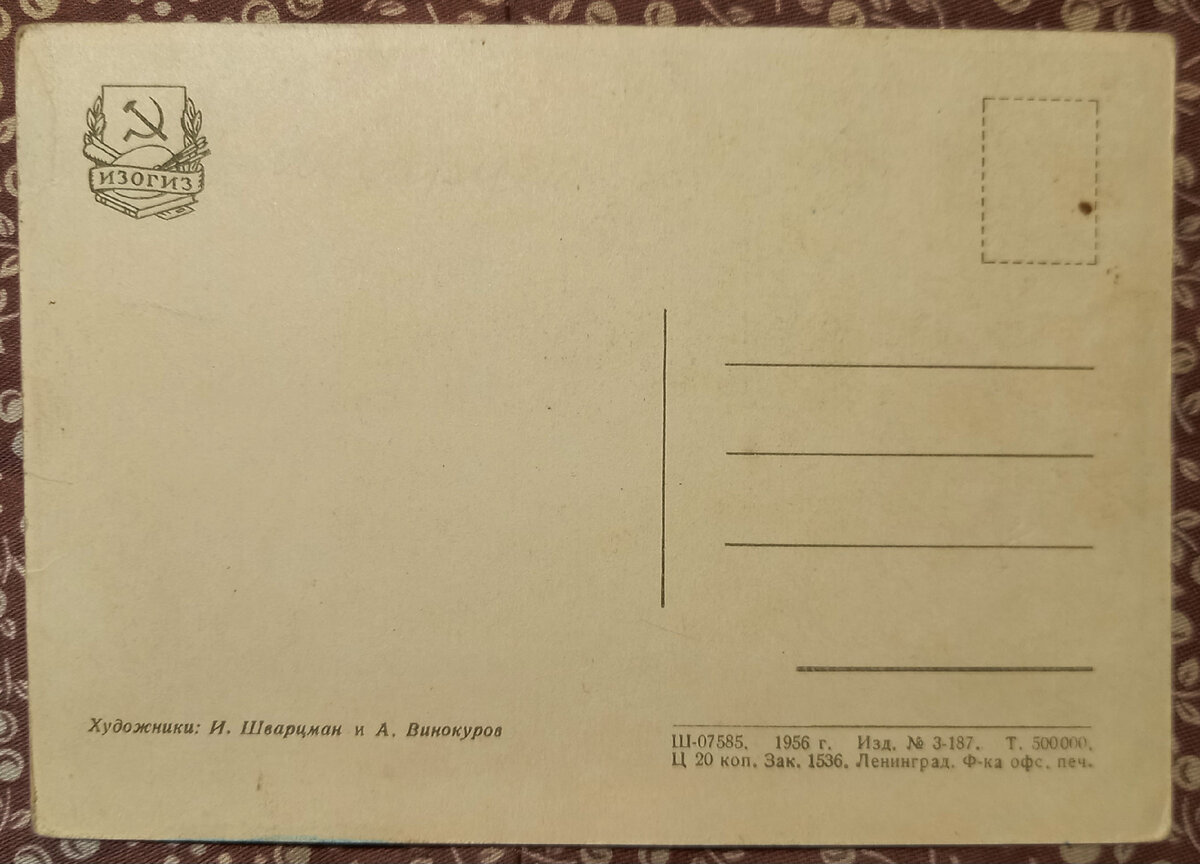 ИЗОГИЗ
Художники: И. Шварцман и А. Винокуров
Ш-07585. 1956 г. Изд. № 3-187. Т. 500000.
Ц 20 коп. Зак. 1536. Ленинград. Ф-ка офс. печ.